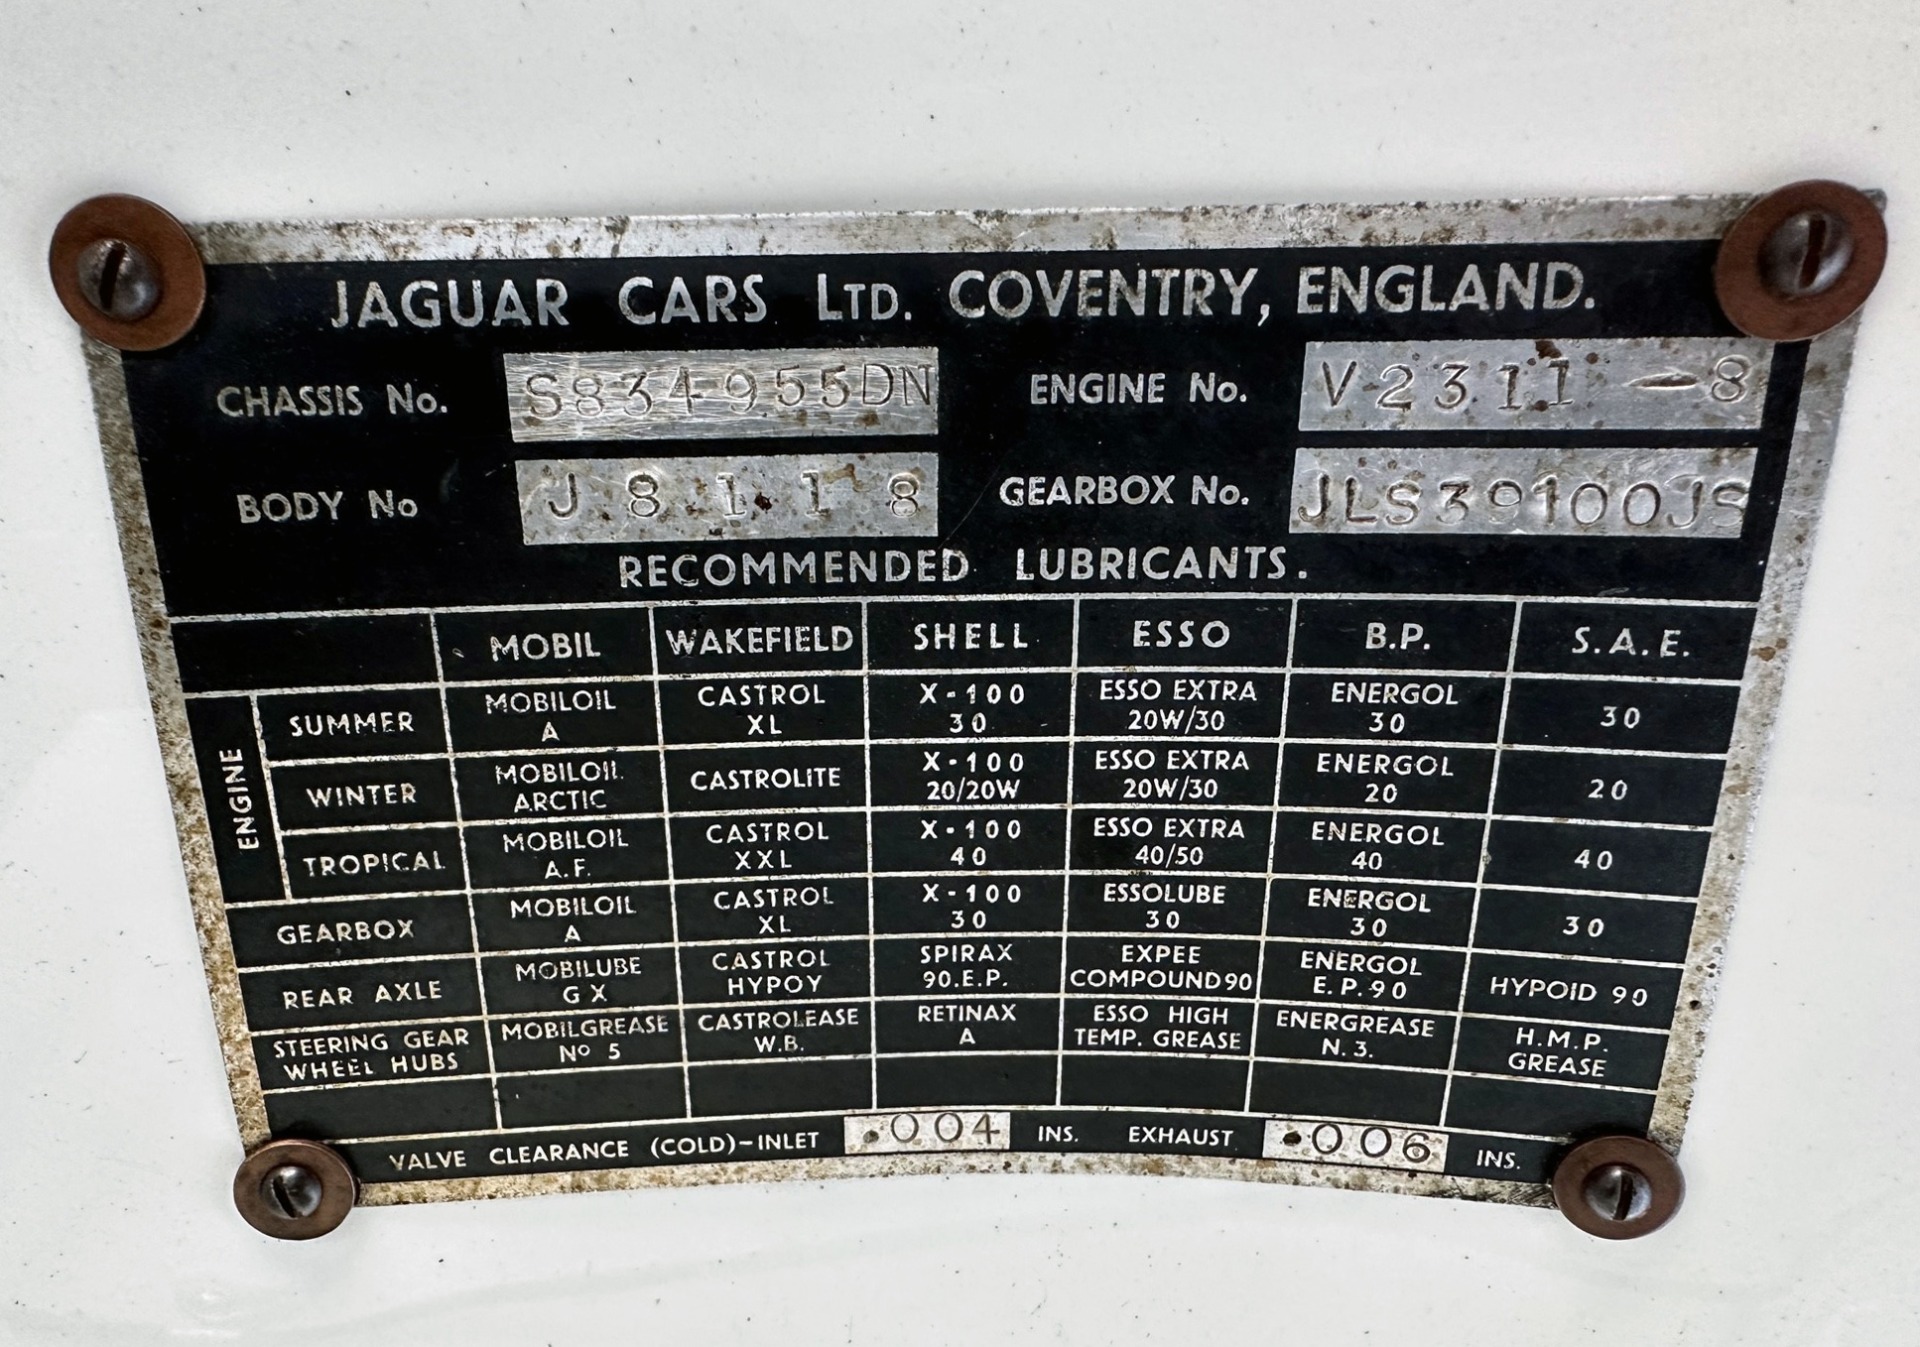 JAGUAR CARS LTD. COVENTRY, ENGLAND.
CHASSIS No. S834955DN ENGINE No. V2311-8
BODY No J8118 GEARBOX No. JLS39100JS
RECOMMENDED LUBRICANTS.
MOBIL WAKEFIELD SHELL ESSO B.P. S.A.E.
ENGINE
SUMMER MOBILOIL A CASTROL XL X-100 30 ESSO EXTRA 20W/30 ENERGOL 30 30
WINTER MOBILOIL ARCTIC CASTROLITE X-100 20/20W ESSO EXTRA 20W/30 ENERGOL 20 20
TROPICAL MOBILOIL A.F. CASTROL XXL X-100 40 ESSO EXTRA 40/50 ENERGOL 40 40
GEARBOX MOBILOIL A CASTROL XL X-100 30 ESSOLUBE 30 ENERGOL 30 30
REAR AXLE MOBILUBE GX CASTROL HYPOY SPIRAX 90.E.P. EXPEE COMPOUND 90 ENERGOL E.P.90 HYPOID 90
STEERING GEAR WHEEL HUBS MOBILGREASE No 5 CASTROLEASE W.B. RETINAX A ESSO HIGH TEMP. GREASE ENERGREASE N.3. H.M.P. GREASE
VALVE CLEARANCE (COLD)-INLET .004 INS. EXHAUST .006 INS.